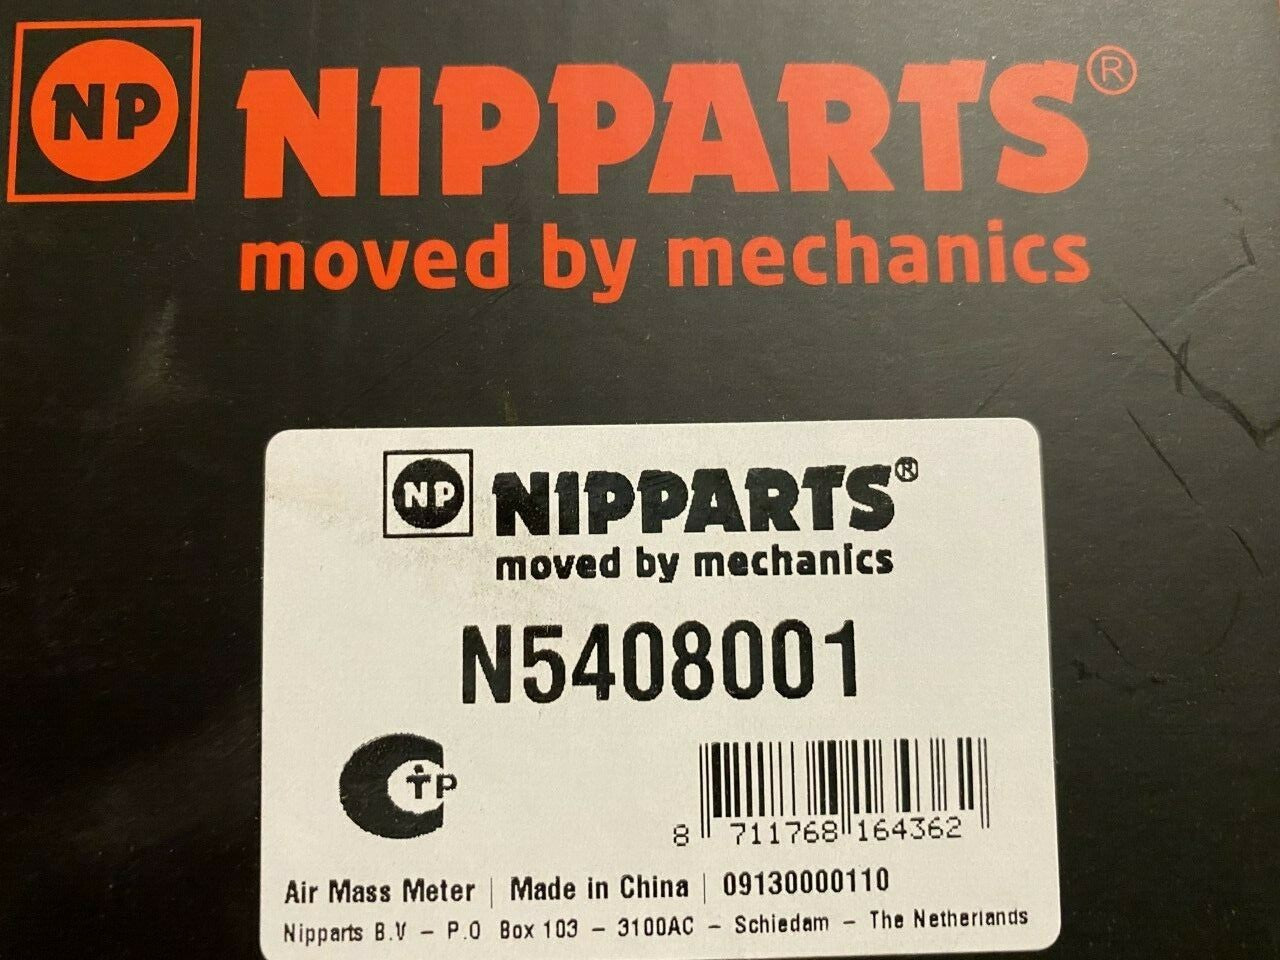 NP NIPPARTS®
moved by mechanics
NP NIPPARTS®
moved by mechanics
N5408001
CTP
8 711768 164362
Air Mass Meter | Made in China | 09130000110
Nipparts B.V - P.O Box 103 - 3100AC - Schiedam - The Netherlands